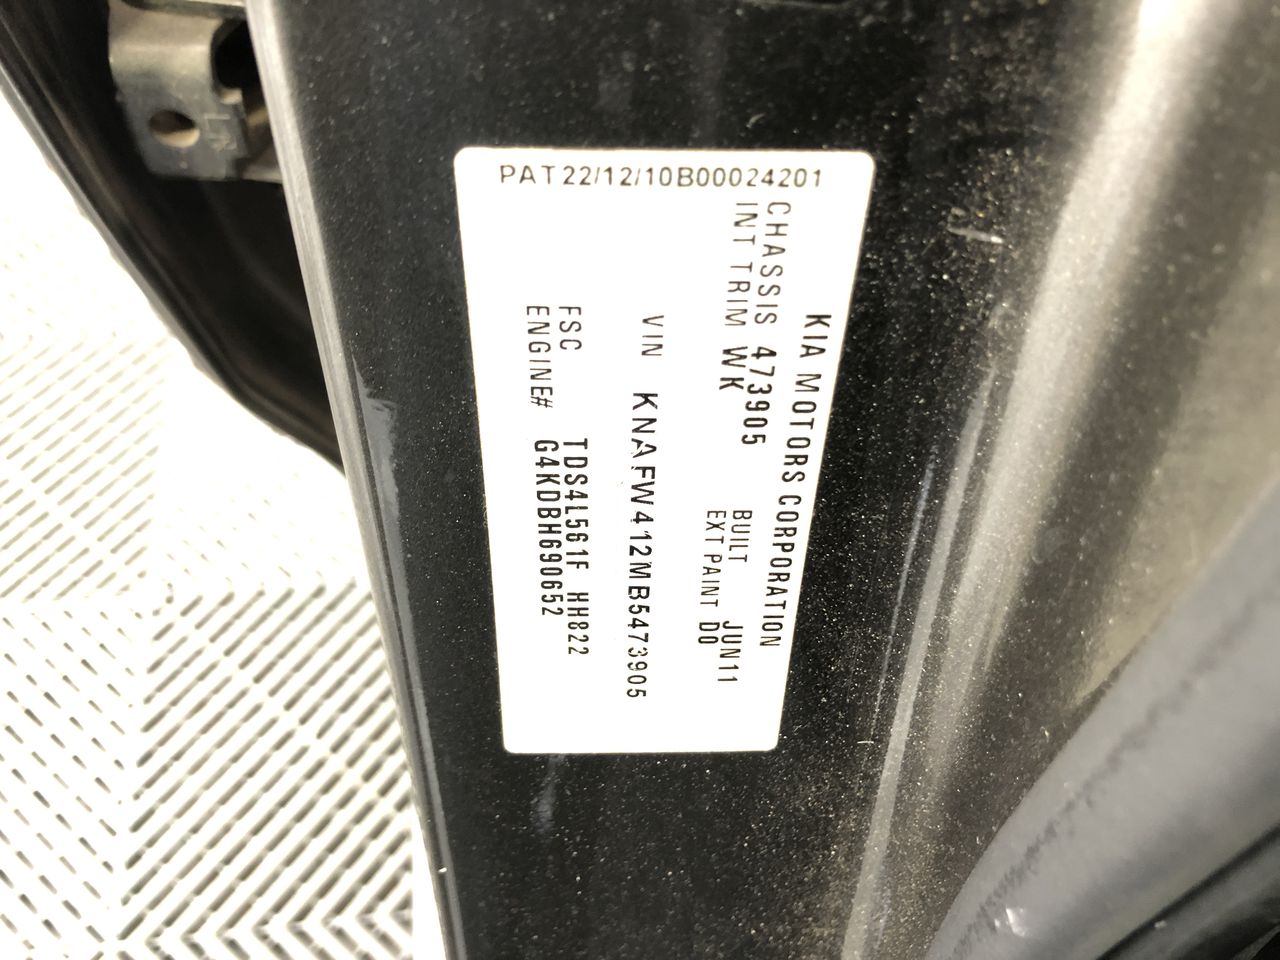 PAT22/12/10B00024201
KIA MOTORS CORPORATION
CHASSIS 473905 BUILT JUN11
INT TRIM WK EXT PAINT D0
VIN KNAFW412MB5473905
FSC TDS4L561F HH822
ENGINE# G4KDBH690652